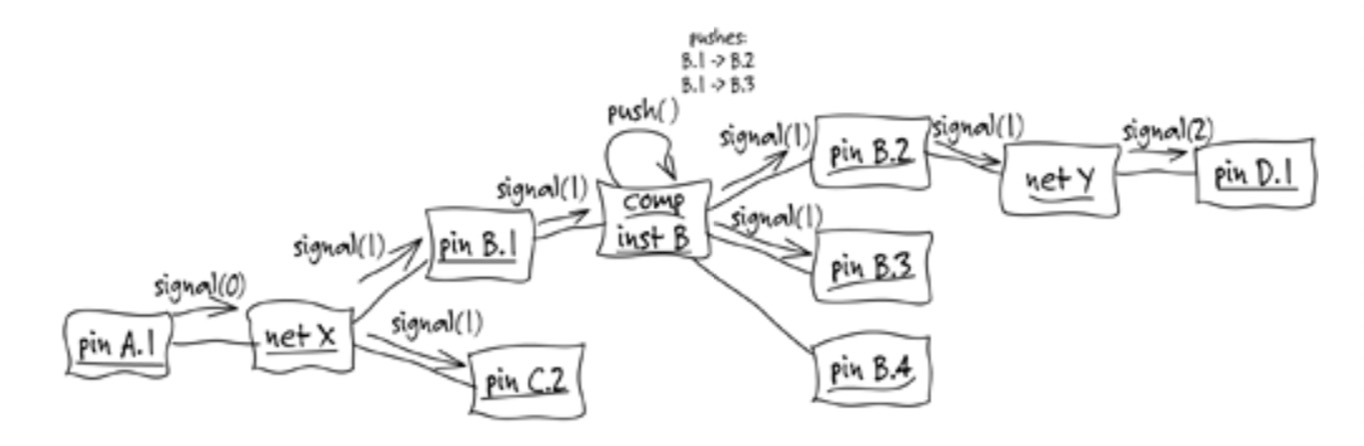 pushes:
B.1 -> B.2
B.1 -> B.3
push()
signal(1)
pin B.2
signal(1)
net Y
signal(2)
pin D.1
signal(1)
comp
inst B
signal(1)
pin B.3
signal(1)
pin B.1
signal(0)
pin A.1
net X
signal(1)
pin C.2
pin B.4